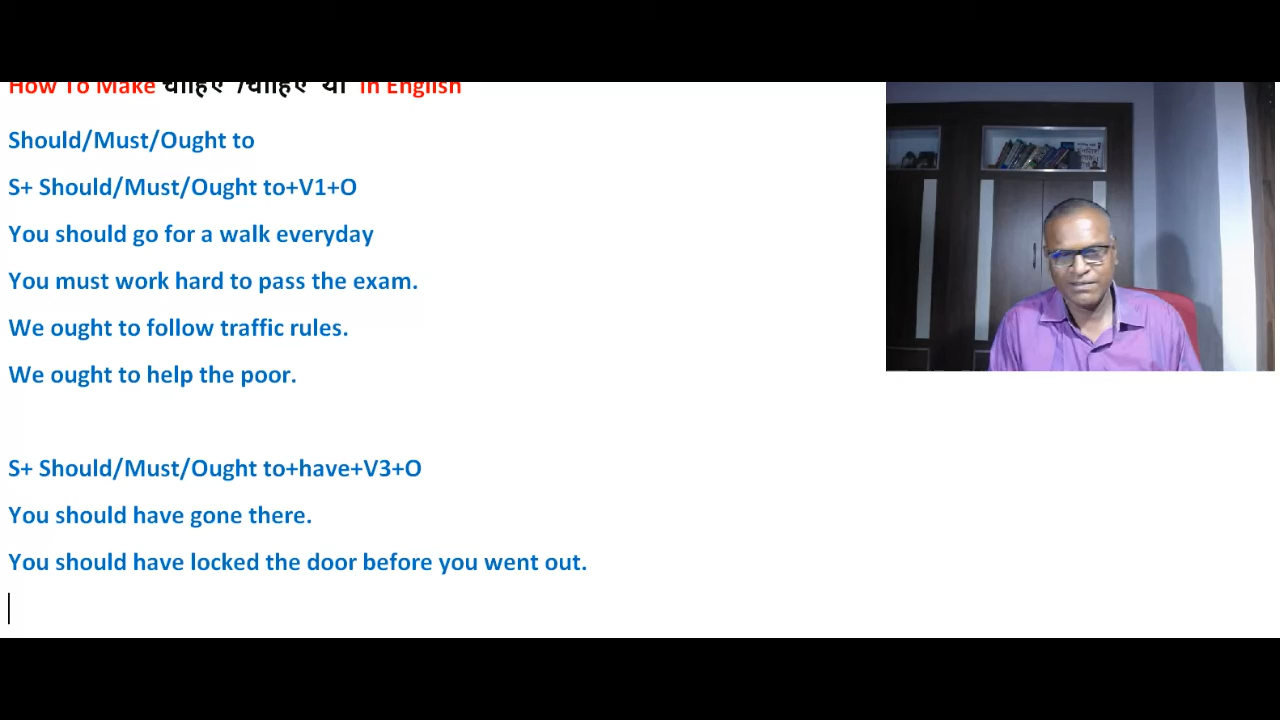 How To Make चाहिए /चाहिए था In English
Should/Must/Ought to
S+ Should/Must/Ought to+V1+O
You should go for a walk everyday
You must work hard to pass the exam.
We ought to follow traffic rules.
We ought to help the poor.
S+ Should/Must/Ought to+have+V3+O
You should have gone there.
You should have locked the door before you went out.